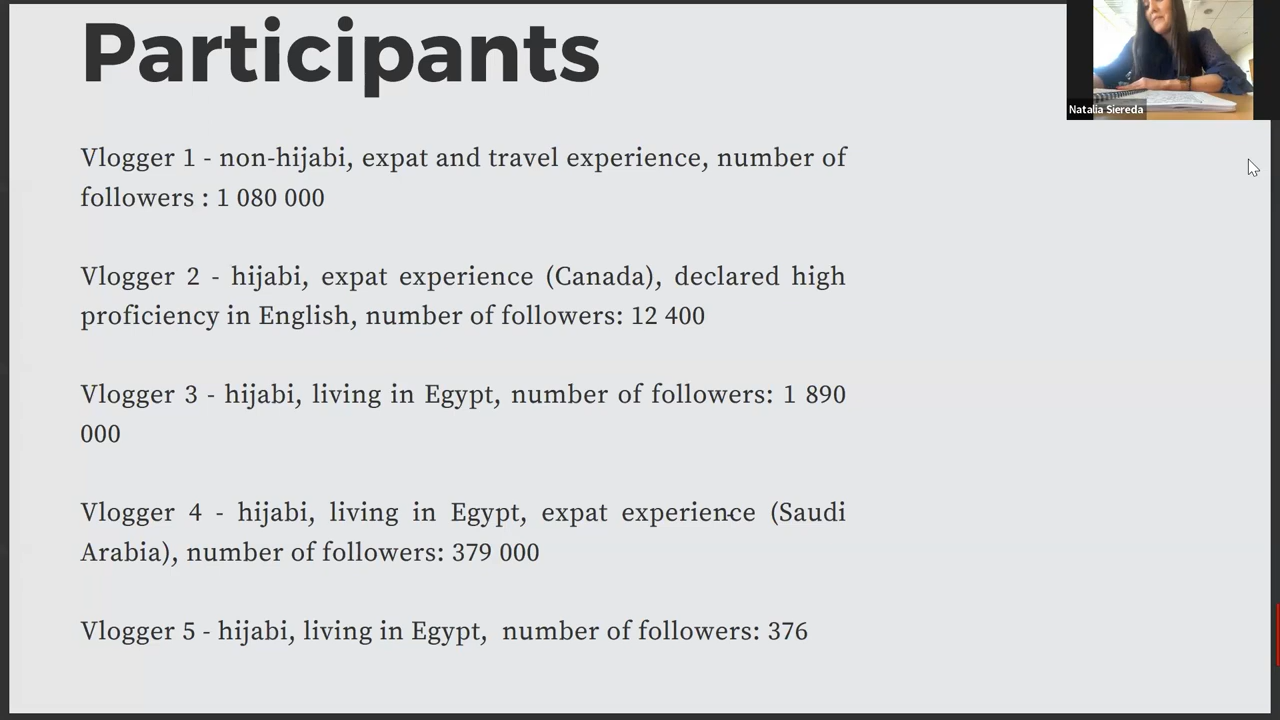 Participants
Natalia Siereda
Vlogger 1 - non-hijabi, expat and travel experience, number of
followers : 1 080 000
Vlogger 2 - hijabi, expat experience (Canada), declared high
proficiency in English, number of followers: 12 400
Vlogger 3 - hijabi, living in Egypt, number of followers: 1 890
000
Vlogger 4 - hijabi, living in Egypt, expat experience (Saudi
Arabia), number of followers: 379 000
Vlogger 5 - hijabi, living in Egypt,  number of followers: 376